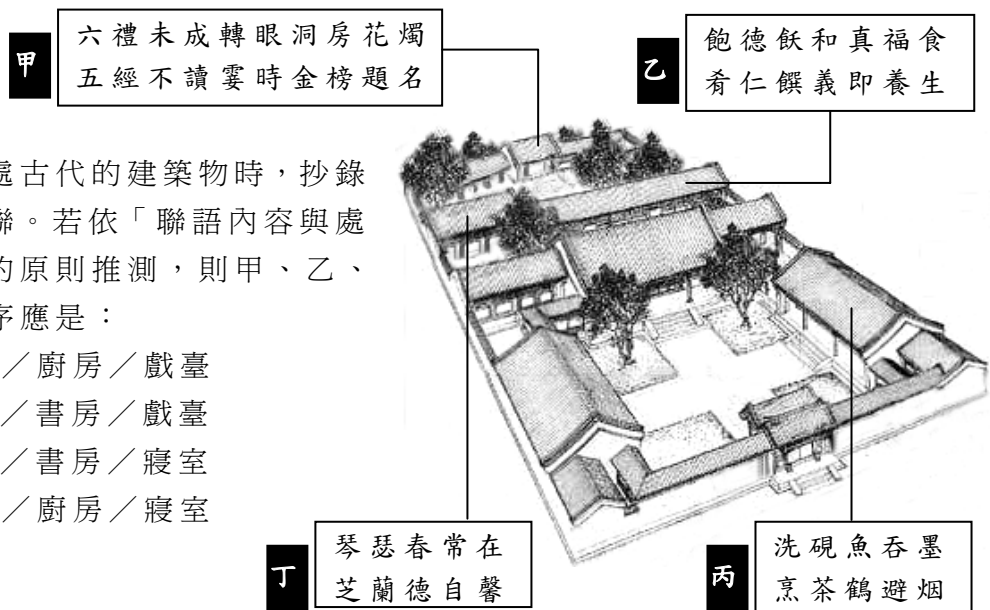 甲
六禮未成轉眼洞房花燭
五經不讀霎時金榜題名
乙
飽德飫和真福食
肴仁饌義即養生
處古代的建築物時，抄錄
聯。若依「聯語內容與處
的原則推測，則甲、乙、
序應是：
／廚房／戲臺
／書房／戲臺
／書房／寢室
／廚房／寢室
丁
琴瑟春常在
芝蘭德自馨
丙
洗硯魚吞墨
烹茶鶴避烟